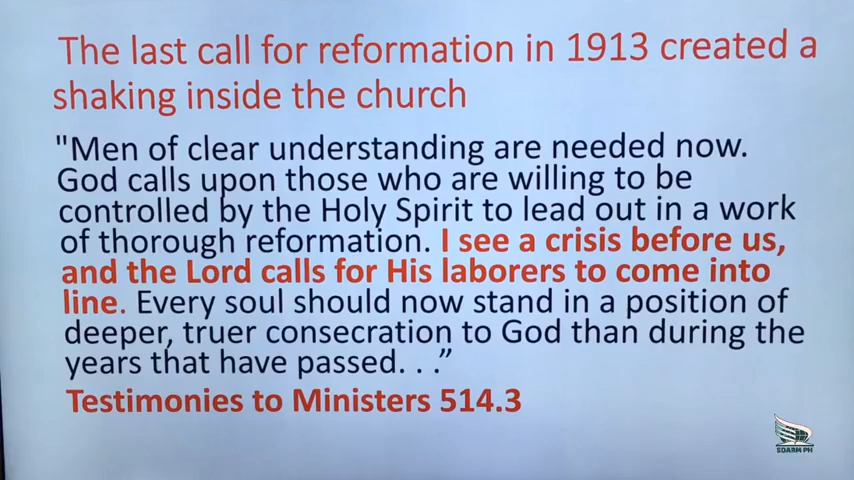 The last call for reformation in 1913 created a
shaking inside the church
"Men of clear understanding are needed now.
God calls upon those who are willing to be
controlled by the Holy Spirit to lead out in a work
of thorough reformation. I see a crisis before us,
and the Lord calls for His laborers to come into
line. Every soul should now stand in a position of
deeper, truer consecration to God than during the
years that have passed. . .”
Testimonies to Ministers 514.3
SDARM PH